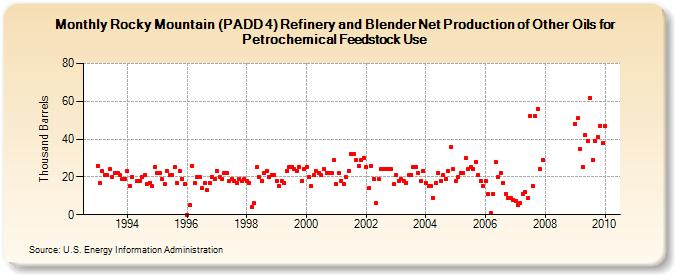 Monthly Rocky Mountain (PADD 4) Refinery and Blender Net Production of Other Oils for
Petrochemical Feedstock Use
Thousand Barrels
80
60
40
20
0
1994 1996 1998 2000 2002 2004 2006 2008 2010
Source: U.S. Energy Information Administration